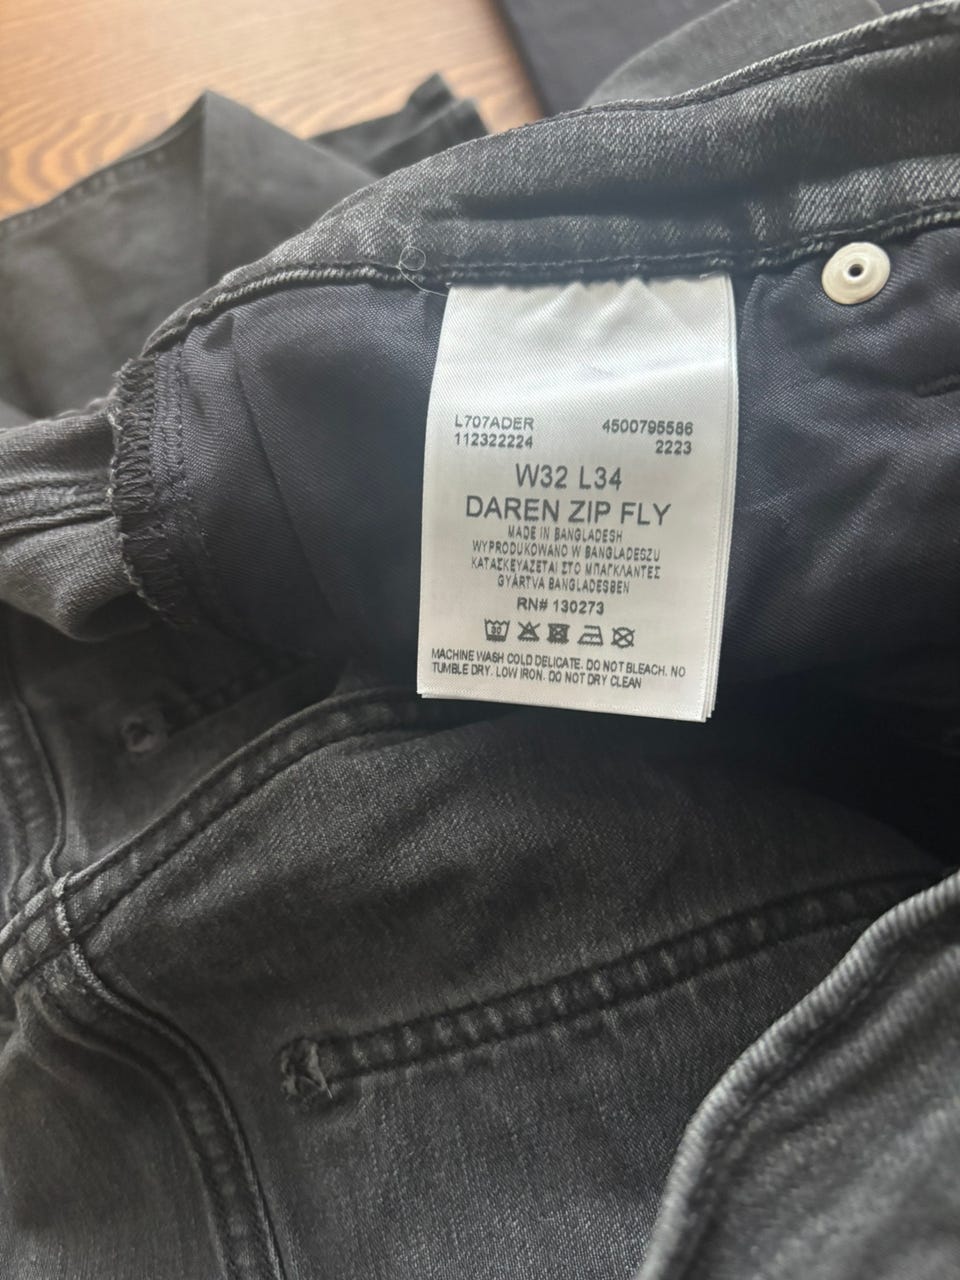 L707ADER 4500795586
112322224 2223
W32 L34
DAREN ZIP FLY
MADE IN BANGLADESH
WYPRODUKOWANO W BANGLADESZU
ΚΑΤΑΣΚΕΥΑΖΕΤΑΙ ΣΤΟ ΜΠΑΓΚΛΑΝΤΕΣ
GYÁRTVA BANGLADESBEN
RN# 130273
30
MACHINE WASH COLD DELICATE. DO NOT BLEACH. NO
TUMBLE DRY. LOW IRON. DO NOT DRY CLEAN